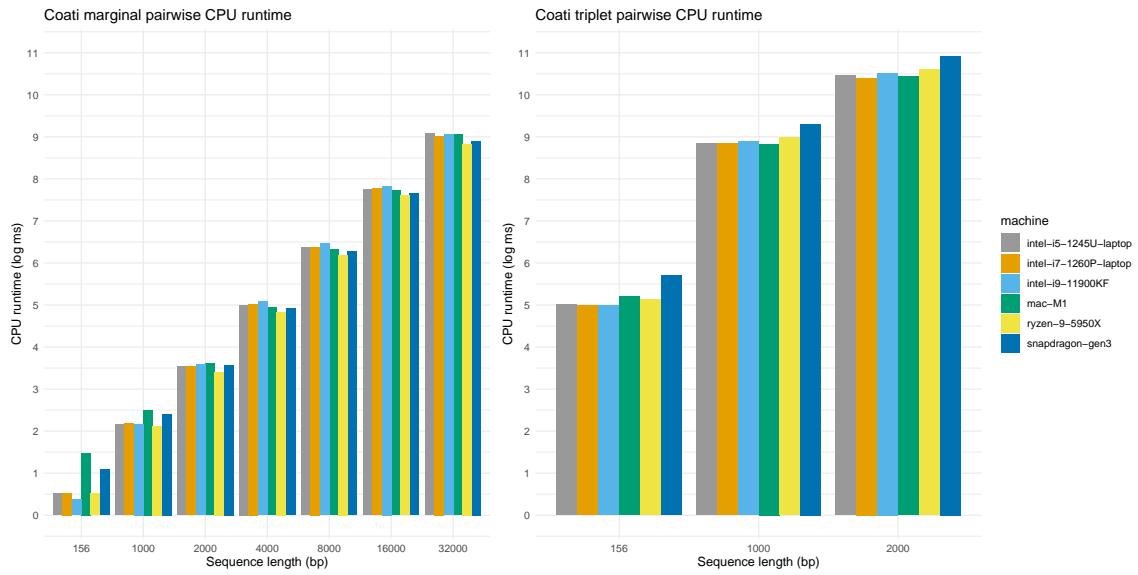 Coati marginal pairwise CPU runtime
CPU runtime (log ms)
11
10
9
8
7
6
5
4
3
2
1
0
156 1000 2000 4000 8000 16000 32000
Sequence length (bp)
Coati triplet pairwise CPU runtime
CPU runtime (log ms)
11
10
9
8
7
6
5
4
3
2
1
0
156 1000 2000
Sequence length (bp)
machine
intel−i5−1245U−laptop
intel−i7−1260P−laptop
intel−i9−11900KF
mac−M1
ryzen−9−5950X
snapdragon−gen3